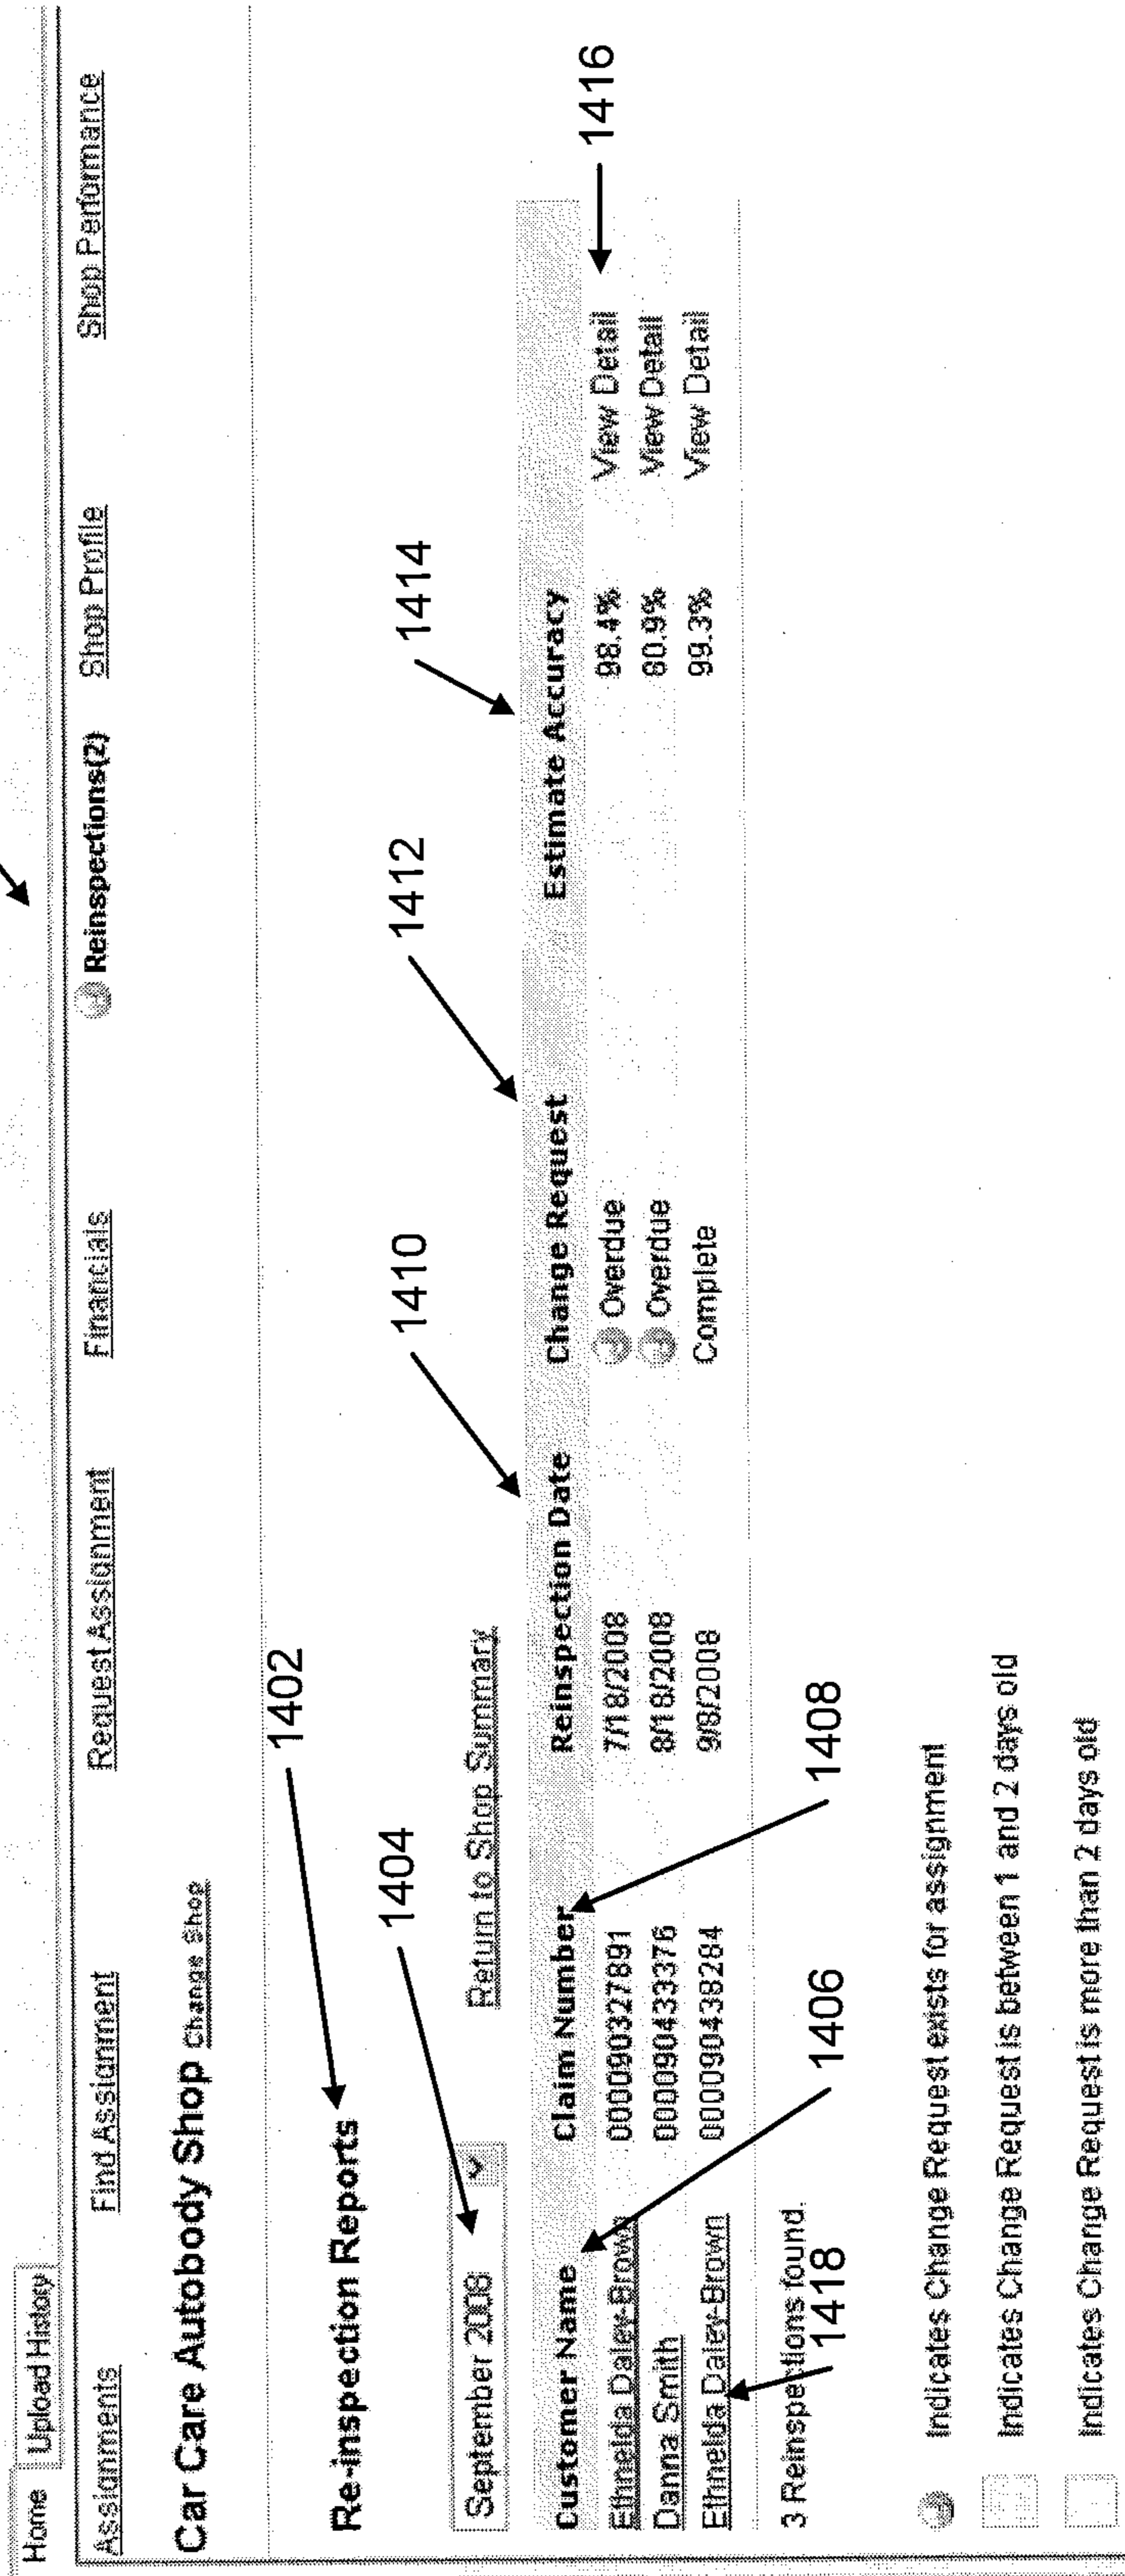 Home Upload History
Assignments Find Assignment Request Assignment Financials Reinspections(2) Shop Profile Shop Performance
Car Care Autobody Shop Change Shop
1402
Re-inspection Reports
1404 1410 1412 1414
September 2008 Return to Shop Summary
Customer Name Claim Number Reinspection Date Change Request Estimate Accuracy
Ethnelda Daley-Brown 000090327891 7/18/2008 Overdue 98.4% View Detail 1416
Danna Smith 000090433376 8/18/2008 Overdue 80.9% View Detail
Ethnelda Daley-Brown 000090438284 9/8/2008 Complete 99.3% View Detail
3 Reinspections found.
1418 1406 1408
Indicates Change Request exists for assignment
Indicates Change Request is between 1 and 2 days old
Indicates Change Request is more than 2 days old